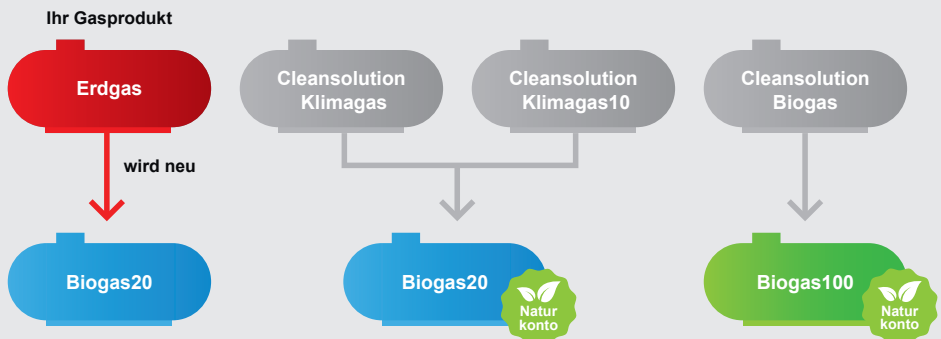 Ihr Gasprodukt
Erdgas
Cleansolution
Klimagas
Cleansolution
Klimagas10
Cleansolution
Biogas
wird neu
Biogas20
Biogas20
Natur
konto
Biogas100
Natur
konto